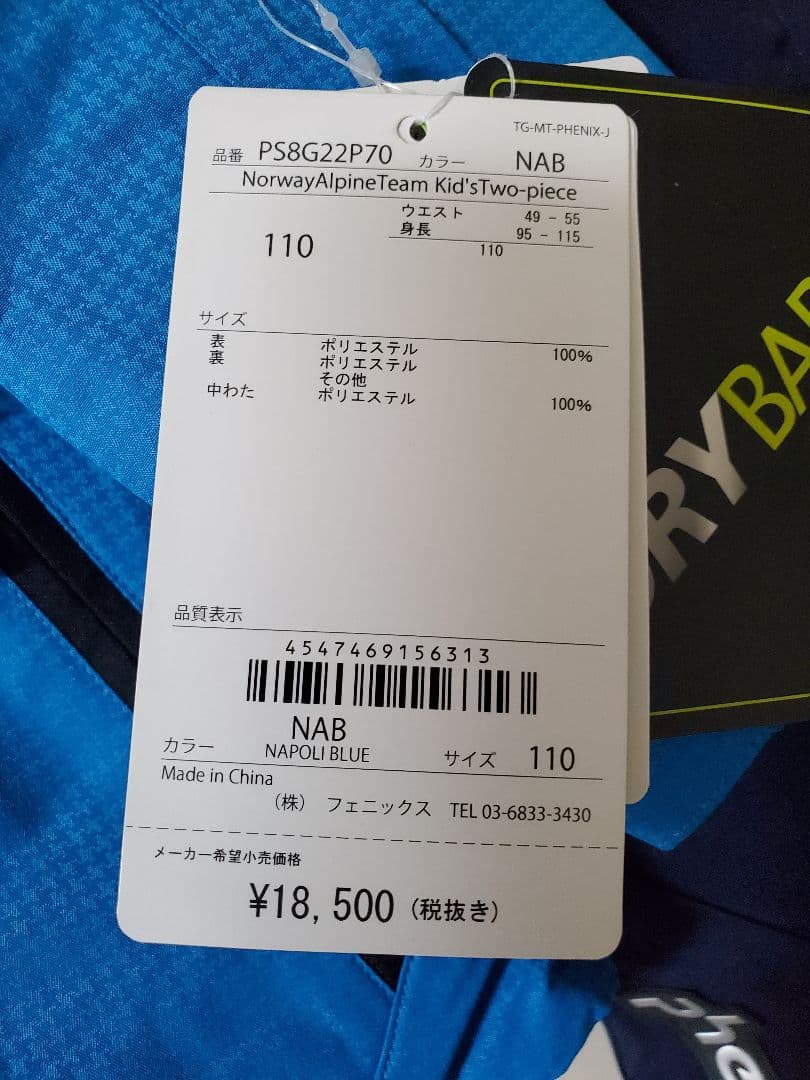 TG-MT-PHENIX-J
品番 PS8G22P70 カラー NAB
NorwayAlpineTeam Kid'sTwo-piece
ウエスト 49 - 55
身長 95 - 115
110
110
サイズ
表 ポリエステル 100%
裏 ポリエステル
その他
中わた ポリエステル 100%
品質表示
4547469156313
NAB
カラー NAPOLI BLUE サイズ 110
Made in China
(株) フェニックス TEL 03-6833-3430
メーカー希望小売価格
¥18,500 (税抜き)